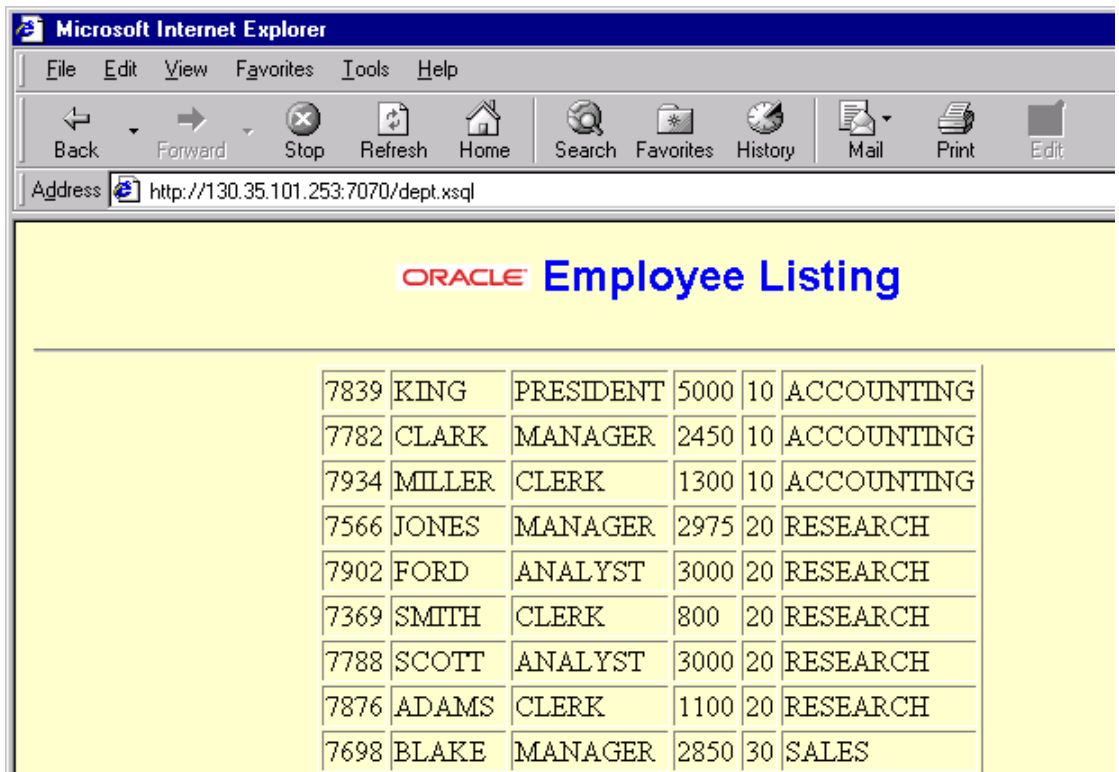 Microsoft Internet Explorer
File Edit View Favorites Tools Help
Back Forward Stop Refresh Home Search Favorites History Mail Print Edit
Address http://130.35.101.253:7070/dept.xsql
ORACLE Employee Listing
7839 KING PRESIDENT 5000 10 ACCOUNTING
7782 CLARK MANAGER 2450 10 ACCOUNTING
7934 MILLER CLERK 1300 10 ACCOUNTING
7566 JONES MANAGER 2975 20 RESEARCH
7902 FORD ANALYST 3000 20 RESEARCH
7369 SMITH CLERK 800 20 RESEARCH
7788 SCOTT ANALYST 3000 20 RESEARCH
7876 ADAMS CLERK 1100 20 RESEARCH
7698 BLAKE MANAGER 2850 30 SALES